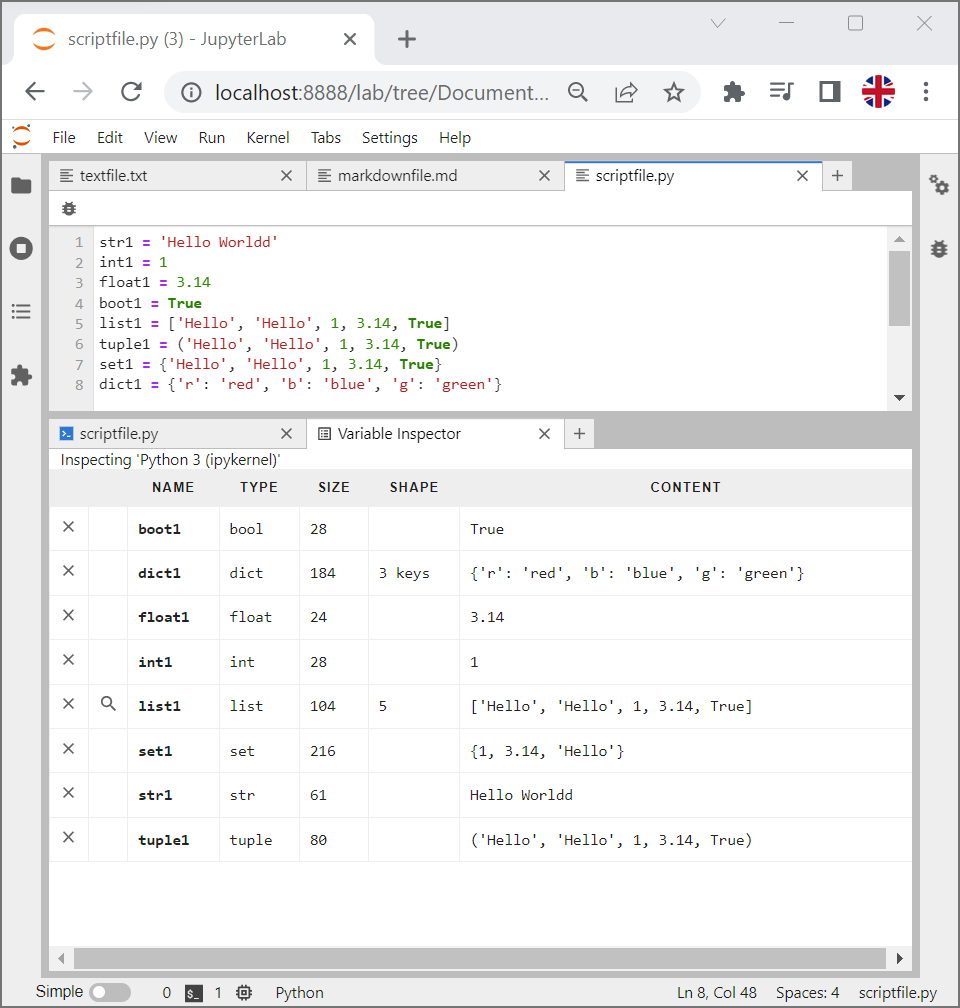 scriptfile.py (3) - JupyterLab
localhost:8888/lab/tree/Document...
File Edit View Run Kernel Tabs Settings Help
textfile.txt markdownfile.md scriptfile.py
1 str1 = 'Hello Worldd'
2 int1 = 1
3 float1 = 3.14
4 boot1 = True
5 list1 = ['Hello', 'Hello', 1, 3.14, True]
6 tuple1 = ('Hello', 'Hello', 1, 3.14, True)
7 set1 = {'Hello', 'Hello', 1, 3.14, True}
8 dict1 = {'r': 'red', 'b': 'blue', 'g': 'green'}
scriptfile.py Variable Inspector
Inspecting 'Python 3 (ipykernel)'
NAME TYPE SIZE SHAPE CONTENT
boot1 bool 28 True
dict1 dict 184 3 keys {'r': 'red', 'b': 'blue', 'g': 'green'}
float1 float 24 3.14
int1 int 28 1
list1 list 104 5 ['Hello', 'Hello', 1, 3.14, True]
set1 set 216 {1, 3.14, 'Hello'}
str1 str 61 Hello Worldd
tuple1 tuple 80 ('Hello', 'Hello', 1, 3.14, True)
Simple 0 $_ 1 Python Ln 8, Col 48 Spaces: 4 scriptfile.py